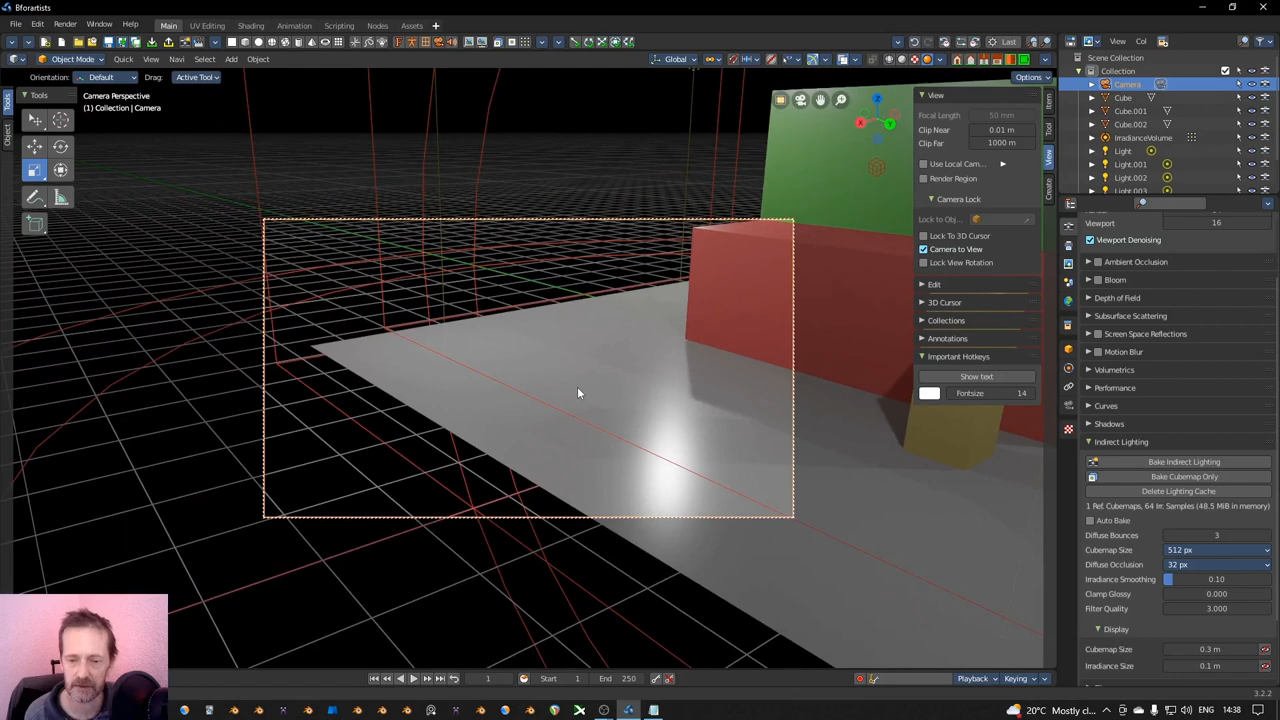 Bforartists
File Edit Render Window Help Main UV Editing Shading Animation Scripting Nodes Assets
Last View Col
Object Mode Quick View Navi Select Add Object Global
Orientation: Default Drag: Active Tool Options
Tools
Object
Tools
Camera Perspective
(1) Collection | Camera
X
Y
Z
View
Focal Length 50 mm
Clip Near 0.01 m
Clip Far 1000 m
Use Local Cam...
Render Region
Camera Lock
Lock to Obj...
Lock To 3D Cursor
Camera to View
Lock View Rotation
Edit
3D Cursor
Collections
Annotations
Important Hotkeys
Show text
Fontsize 14
Item
Tool
View
Create
Scene Collection
Collection
Camera
Cube
Cube.001
Cube.002
IrradianceVolume
Light
Light.001
Light.002
Light.003
Viewport 16
Viewport Denoising
Ambient Occlusion
Bloom
Depth of Field
Subsurface Scattering
Screen Space Reflections
Motion Blur
Volumetrics
Performance
Curves
Shadows
Indirect Lighting
Bake Indirect Lighting
Bake Cubemap Only
Delete Lighting Cache
1 Ref. Cubemaps, 64 Irr. Samples (48.5 MiB in memory)
Auto Bake
Diffuse Bounces 3
Cubemap Size 512 px
Diffuse Occlusion 32 px
Irradiance Smoothing 0.10
Clamp Glossy 0.000
Filter Quality 3.000
Display
Cubemap Size 0.3 m
Irradiance Size 0.1 m
1 Start 1 End 250 Playback Keying
3.2.2
20°C Mostly cl... 14:38